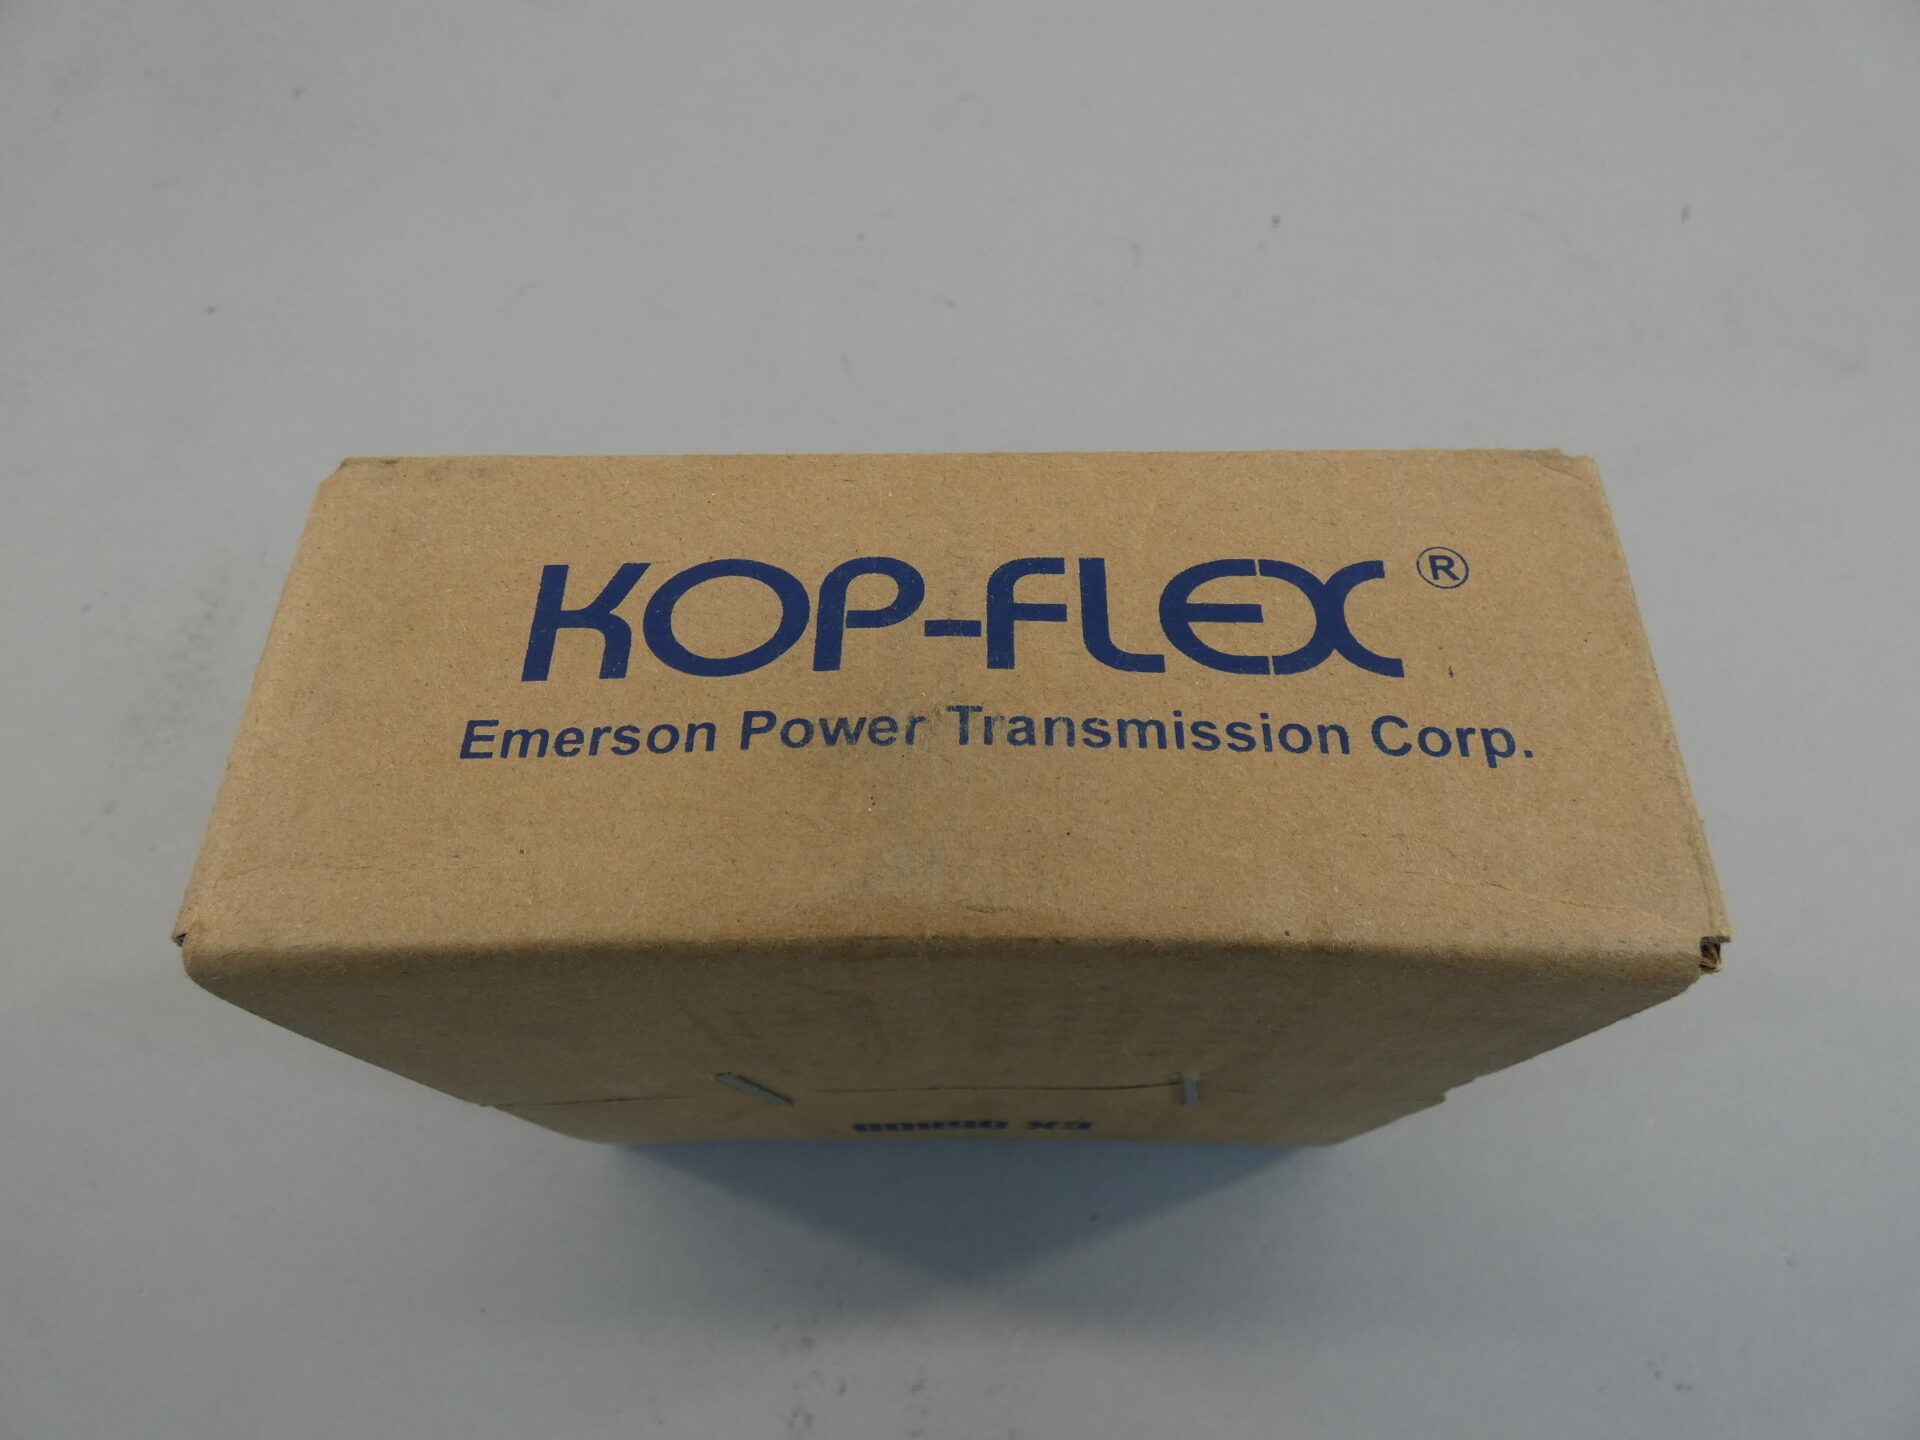 KOP-FLEX®
Emerson Power Transmission Corp.